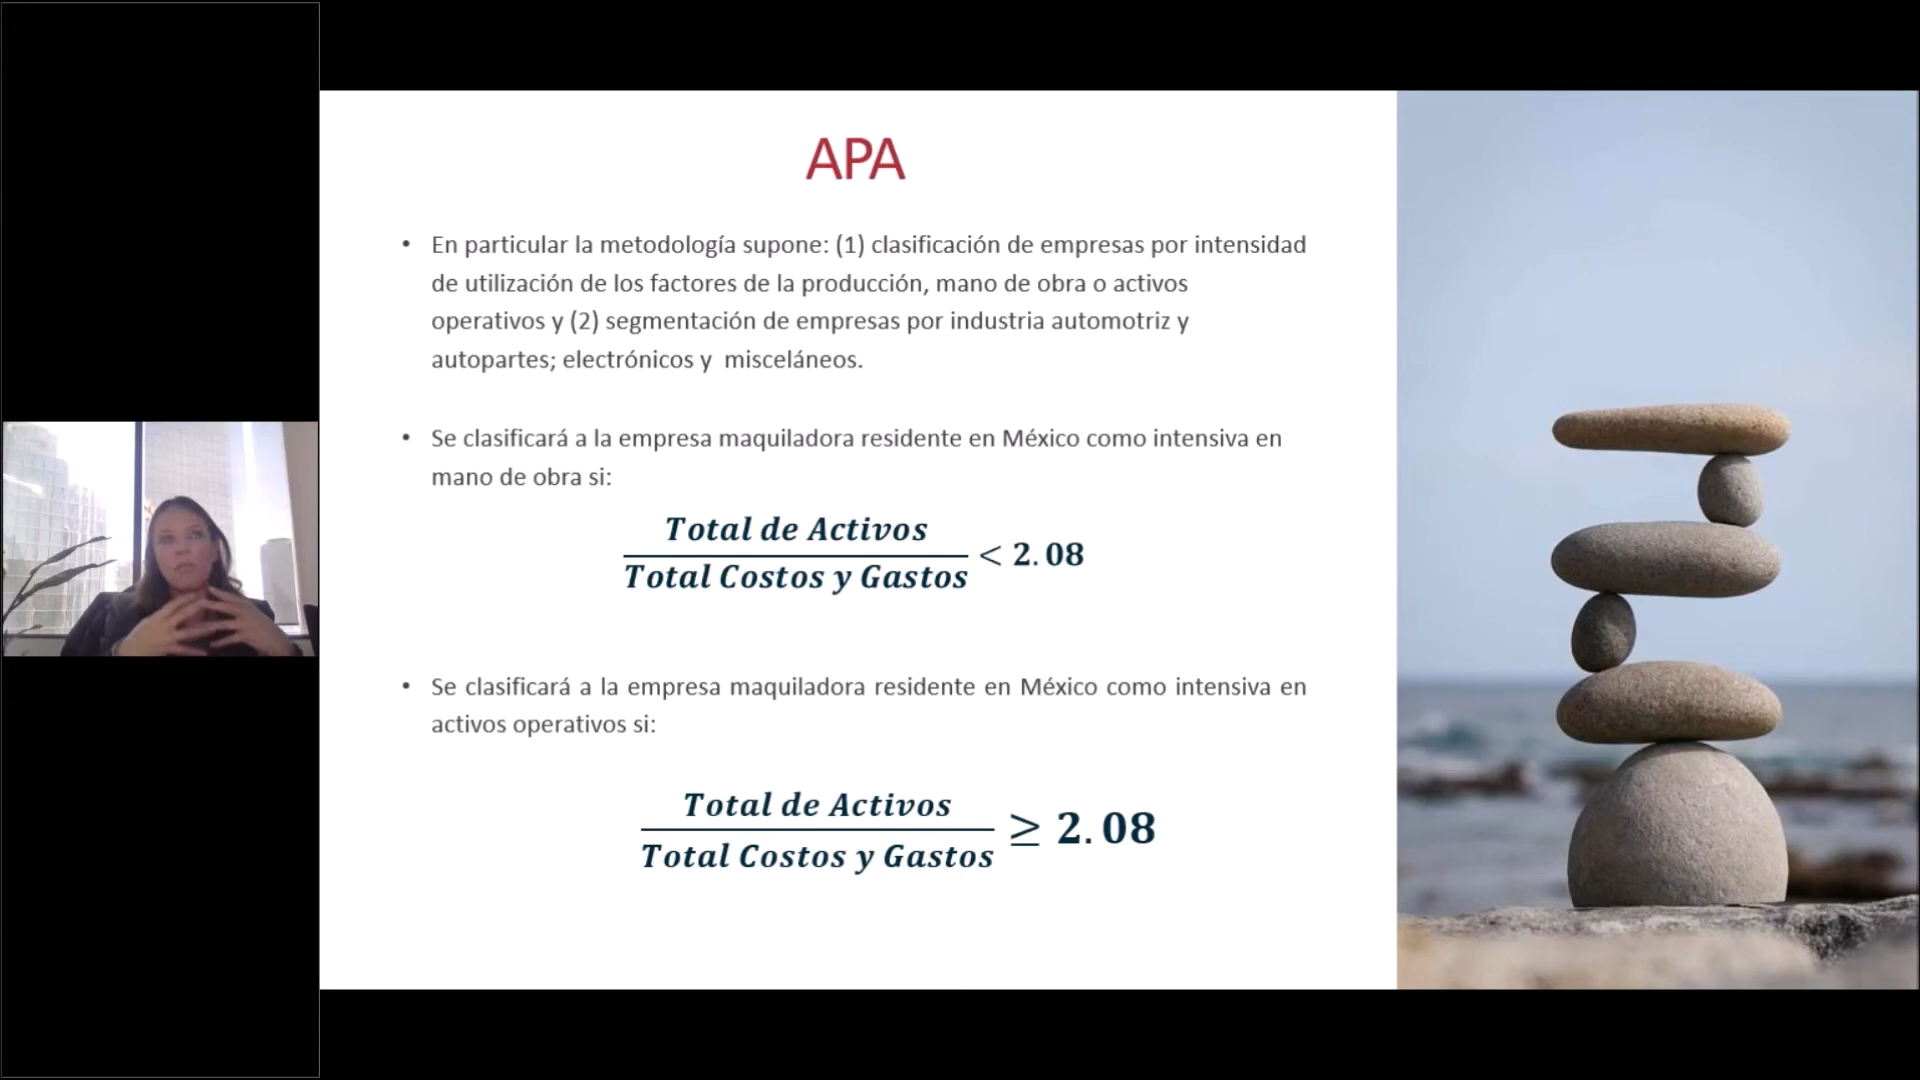 APA
• En particular la metodología supone: (1) clasificación de empresas por intensidad
de utilización de los factores de la producción, mano de obra o activos
operativos y (2) segmentación de empresas por industria automotriz y
autopartes; electrónicos y  misceláneos.
• Se clasificará a la empresa maquiladora residente en México como intensiva en
mano de obra si:
Total de Activos
Total Costos y Gastos
< 2.08
• Se clasificará a la empresa maquiladora residente en México como intensiva en
activos operativos si:
Total de Activos
Total Costos y Gastos
≥ 2.08